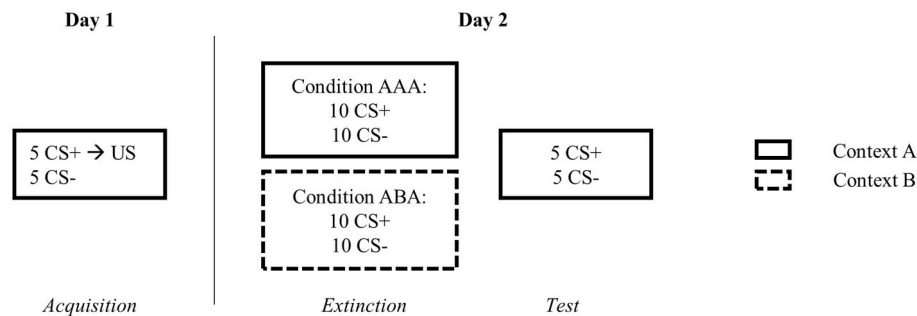 Day 1
Day 2
5 CS+ → US
5 CS-
Condition AAA:
10 CS+
10 CS-
Condition ABA:
10 CS+
10 CS-
5 CS+
5 CS-
Context A
Context B
Acquisition
Extinction
Test